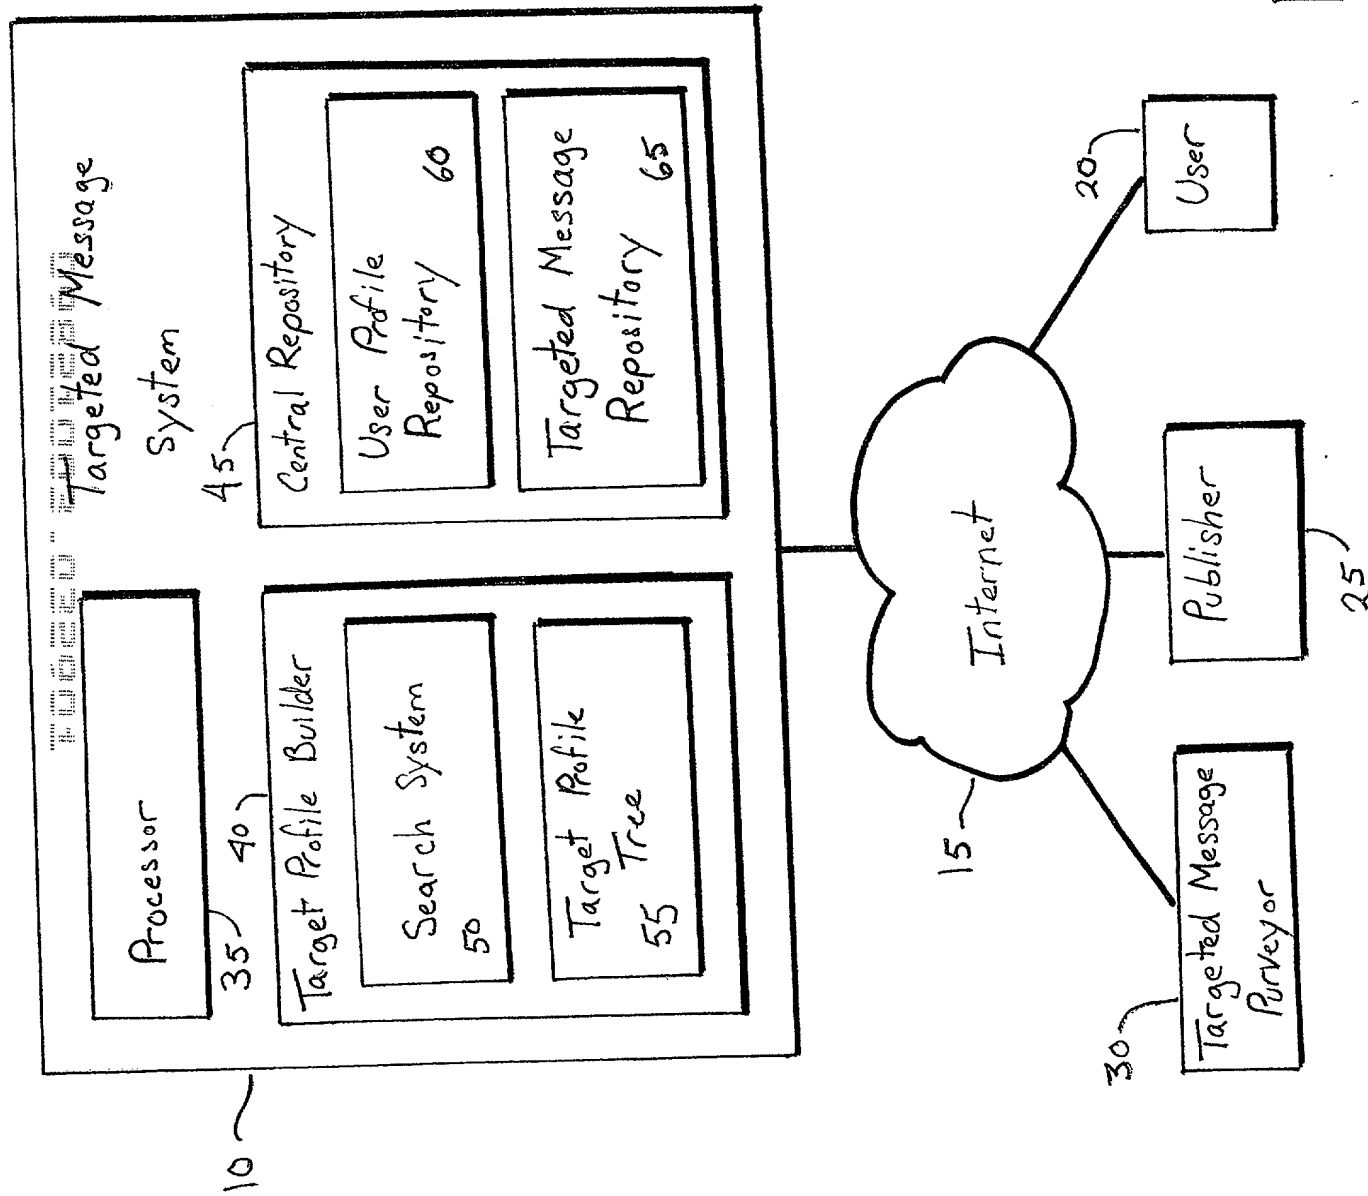 Targeted Message
System
10
Processor
35
40
Target Profile Builder
Search System
50
Target Profile
Tree
55
45
Central Repository
User Profile
Repository 60
Targeted Message
Repository 65
Internet
15
30
Targeted Message
Purveyor
Publisher
25
20
User